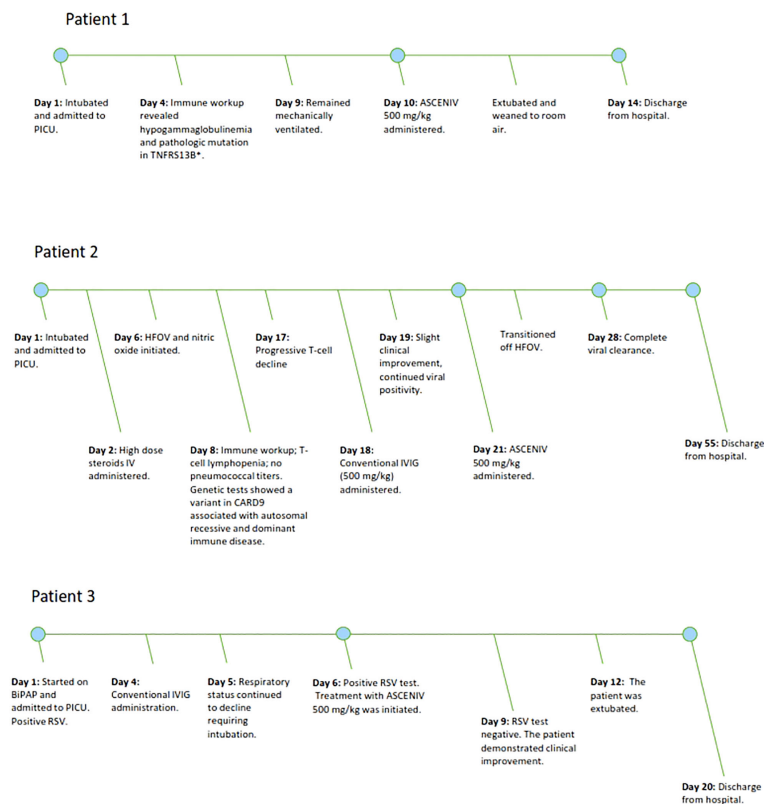 Patient 1
Day 1: Intubated
and admitted to
PICU.
Day 4: Immune workup
revealed
hypogammaglobulinemia
and pathologic mutation
in TNFRS13B*.
Day 9: Remained
mechanically
ventilated.
Day 10: ASCENIV
500 mg/kg
administered.
Extubated and
weaned to room
air.
Day 14: Discharge
from hospital.
Patient 2
Day 1: Intubated
and admitted to
PICU.
Day 2: High dose
steroids IV
administered.
Day 6: HFOV and nitric
oxide initiated.
Day 8: Immune workup; T-
cell lymphopenia; no
pneumococcal titers.
Genetic tests showed a
variant in CARD9
associated with autosomal
recessive and dominant
immune disease.
Day 17:
Progressive T-cell
decline
Day 18:
Conventional IVIG
(500 mg/kg)
administered.
Day 19: Slight
clinical
improvement,
continued viral
positivity.
Day 21: ASCENIV
500 mg/kg
administered.
Transitioned
off HFOV.
Day 28: Complete
viral clearance.
Day 55: Discharge
from hospital.
Patient 3
Day 1: Started on
BiPAP and
admitted to PICU.
Positive RSV.
Day 4:
Conventional IVIG
administration.
Day 5: Respiratory
status continued
to decline
requiring
intubation.
Day 6: Positive RSV test.
Treatment with ASCENIV
500 mg/kg was initiated.
Day 9: RSV test
negative. The patient
demonstrated clinical
improvement.
Day 12: The
patient was
extubated.
Day 20: Discharge
from hospital.